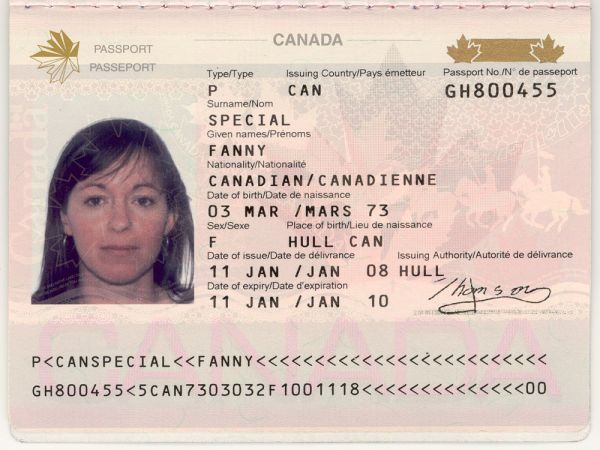 CANADA
PASSPORT
PASSEPORT
Type/Type Issuing Country/Pays émetteur Passport No./N° de passeport
P CAN GH800455
Surname/Nom
SPECIAL
Given names/Prénoms
FANNY
Nationality/Nationalité
CANADIAN/CANADIENNE
Date of birth/Date de naissance
03 MAR /MARS 73
Sex/Sexe Place of birth/Lieu de naissance
F HULL CAN
Date of issue/Date de délivrance Issuing Authority/Autorité de délivrance
11 JAN /JAN 08 HULL
Date of expiry/Date d'expiration
11 JAN /JAN 10
Thomson
CANADA
P<CANSPECIAL<<FANNY<<<<<<<<<<<<<<<<<<<<<<<<<
GH800455<5CAN7303032F1001118<<<<<<<<<<<<<<00